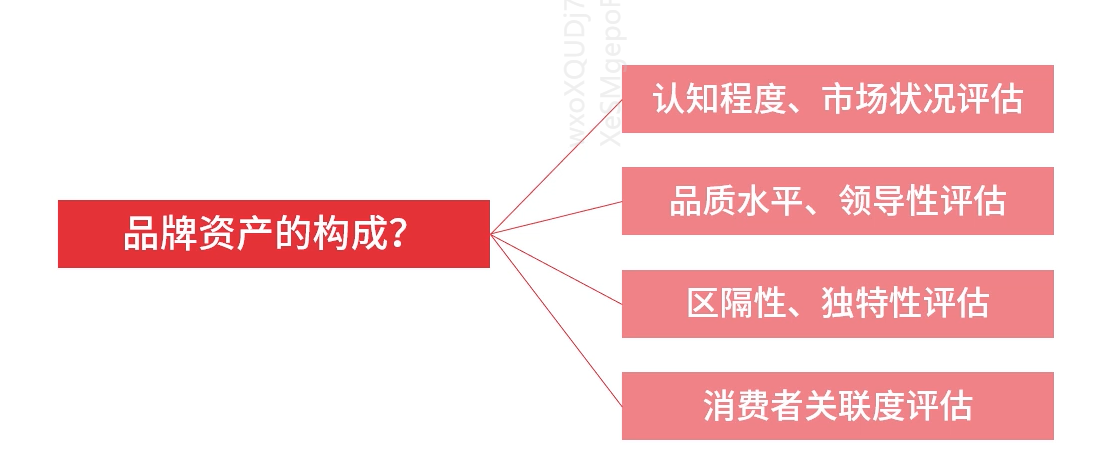 品牌资产的构成？
认知程度、市场状况评估
品质水平、领导性评估
区隔性、独特性评估
消费者关联度评估